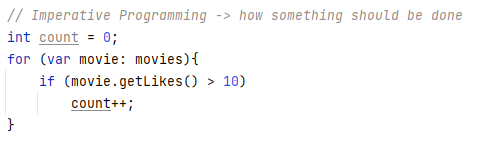 // Imperative Programming -> how something should be done
int count = 0;
for (var movie: movies){
    if (movie.getLikes() > 10)
        count++;
}